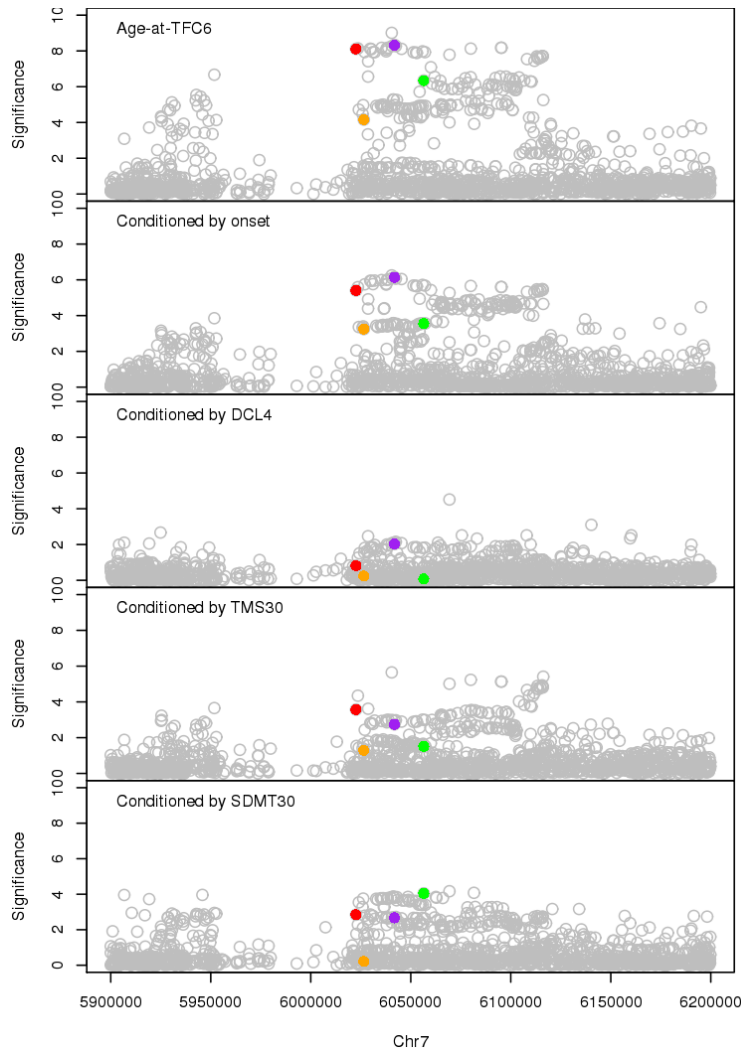 Age-at-TFC6
Significance
10
8
6
4
2
0
Conditioned by onset
Significance
10
8
6
4
2
0
Conditioned by DCL4
Significance
10
8
6
4
2
0
Conditioned by TMS30
Significance
10
8
6
4
2
0
Conditioned by SDMT30
Significance
10
8
6
4
2
0
5900000 5950000 6000000 6050000 6100000 6150000 6200000
Chr7